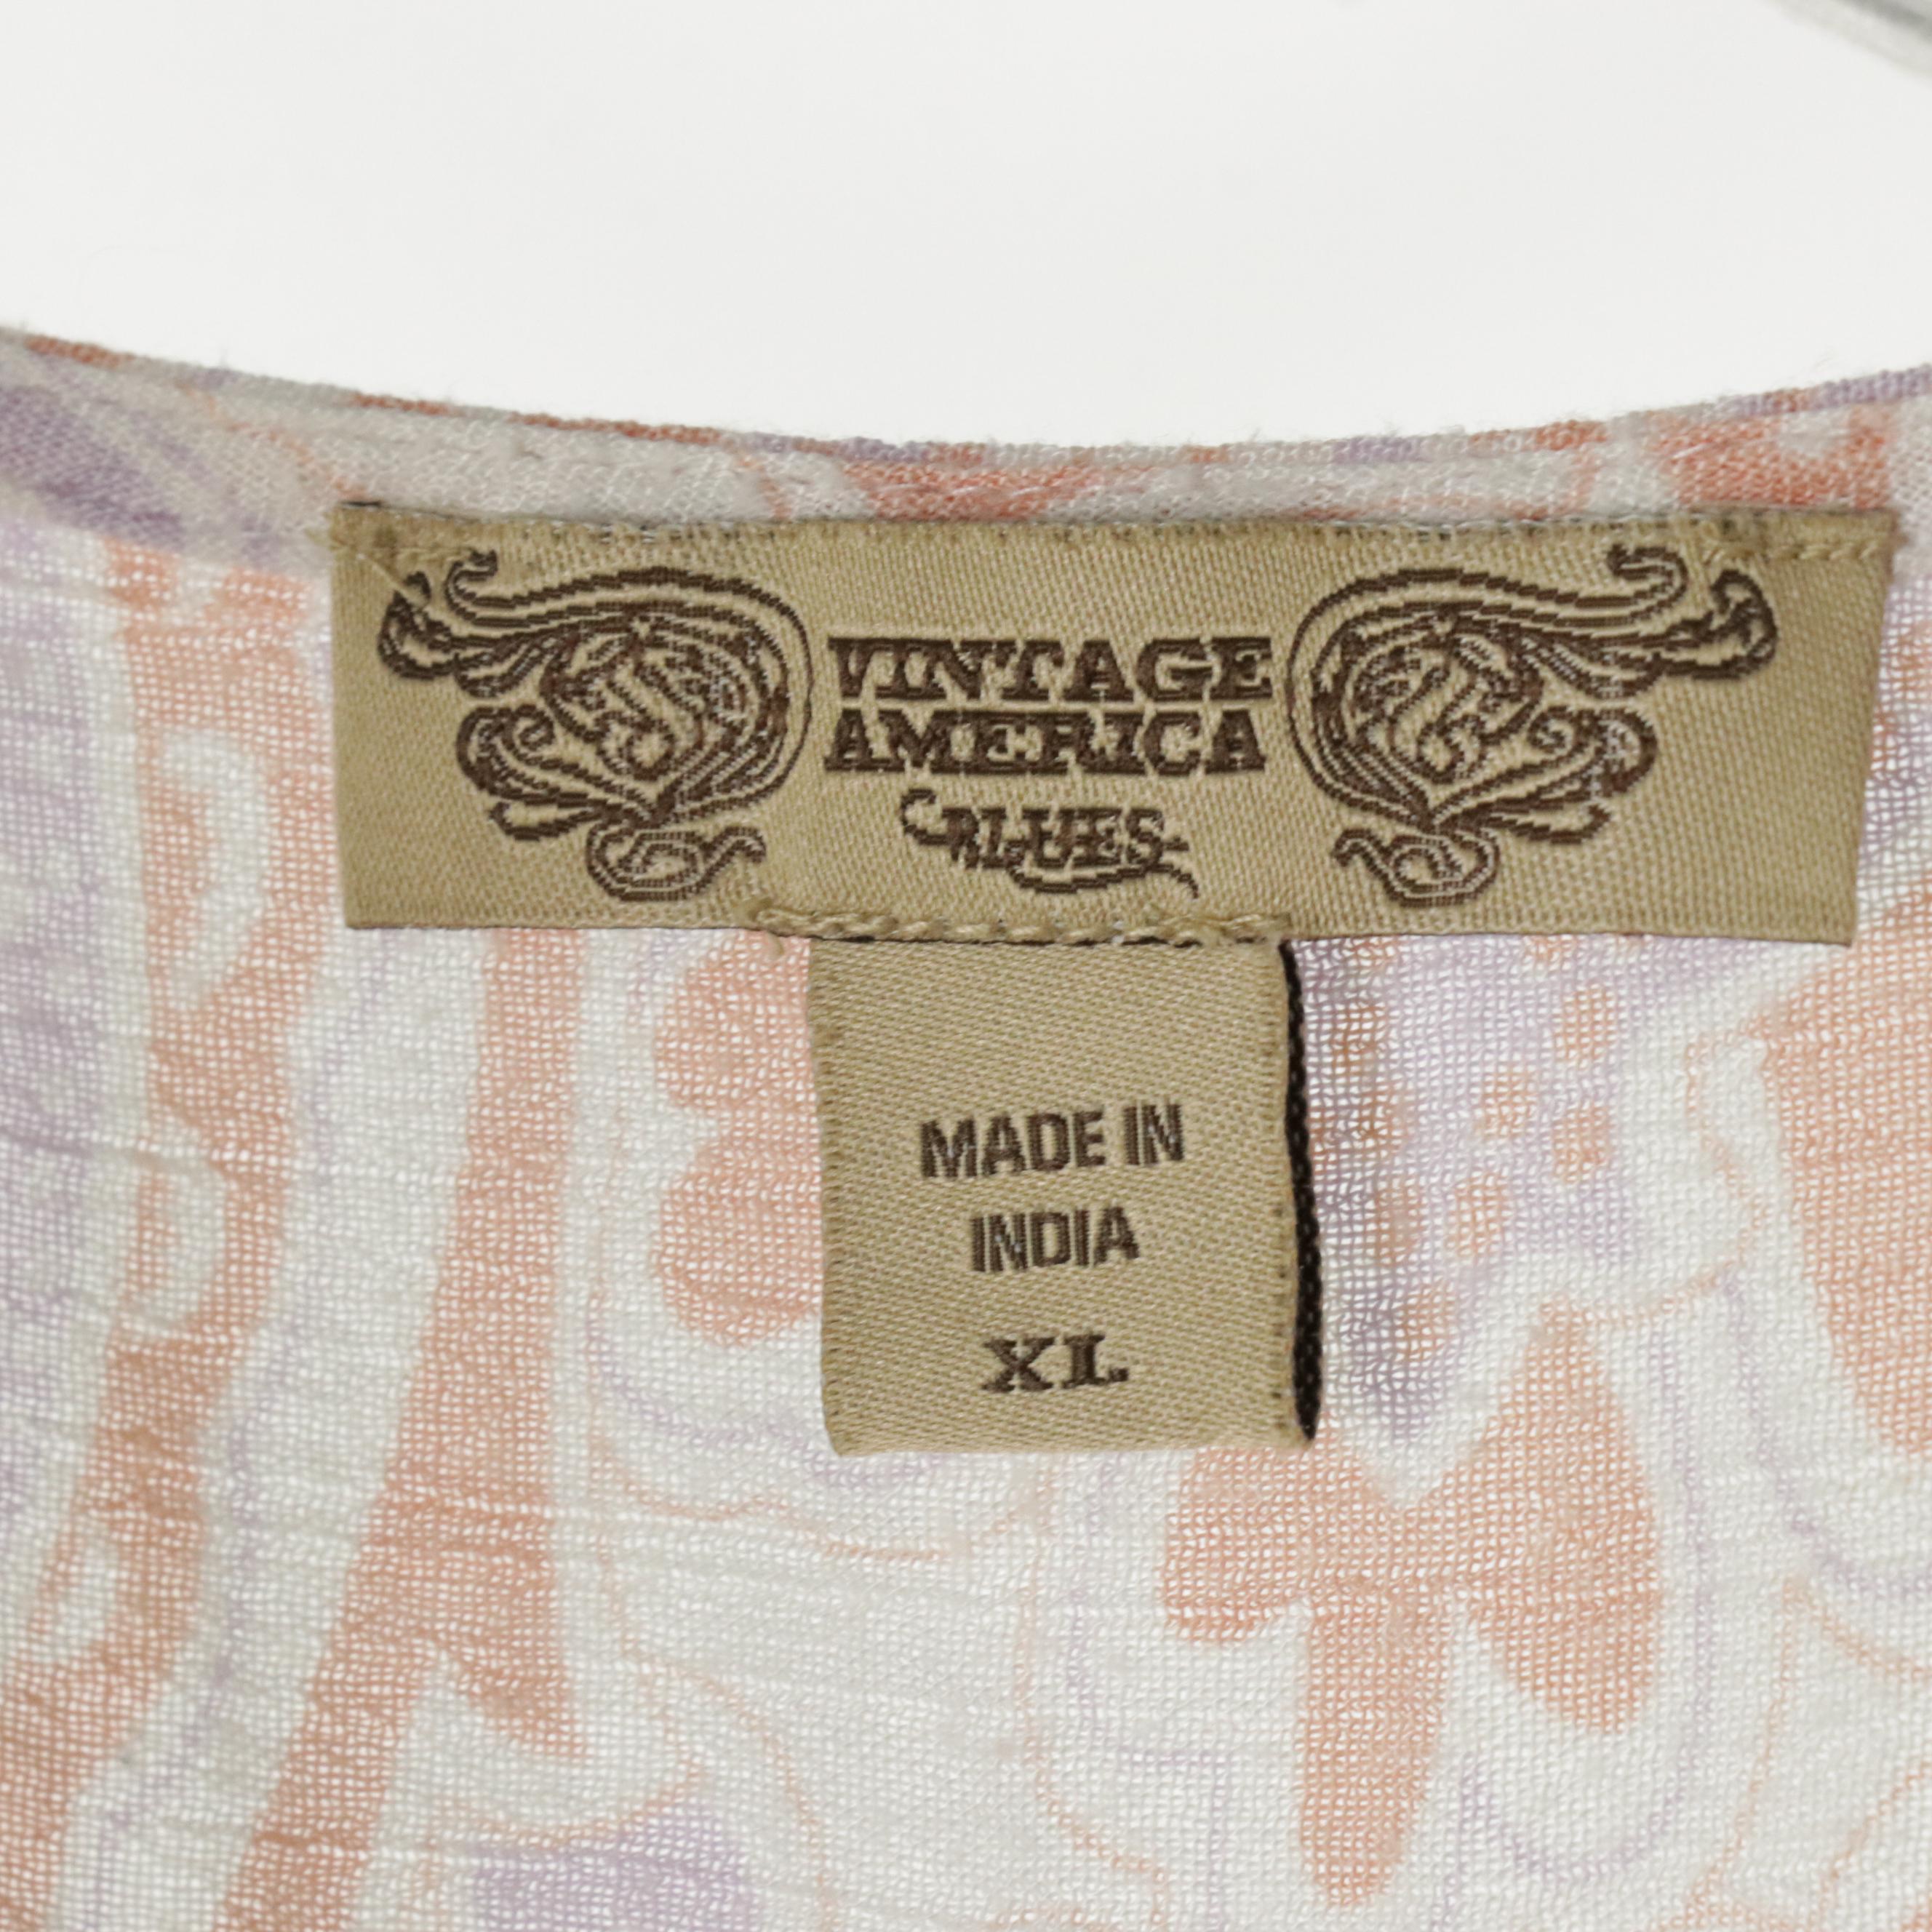 VINTAGE
AMERICA
BLUES
MADE IN
INDIA
XL